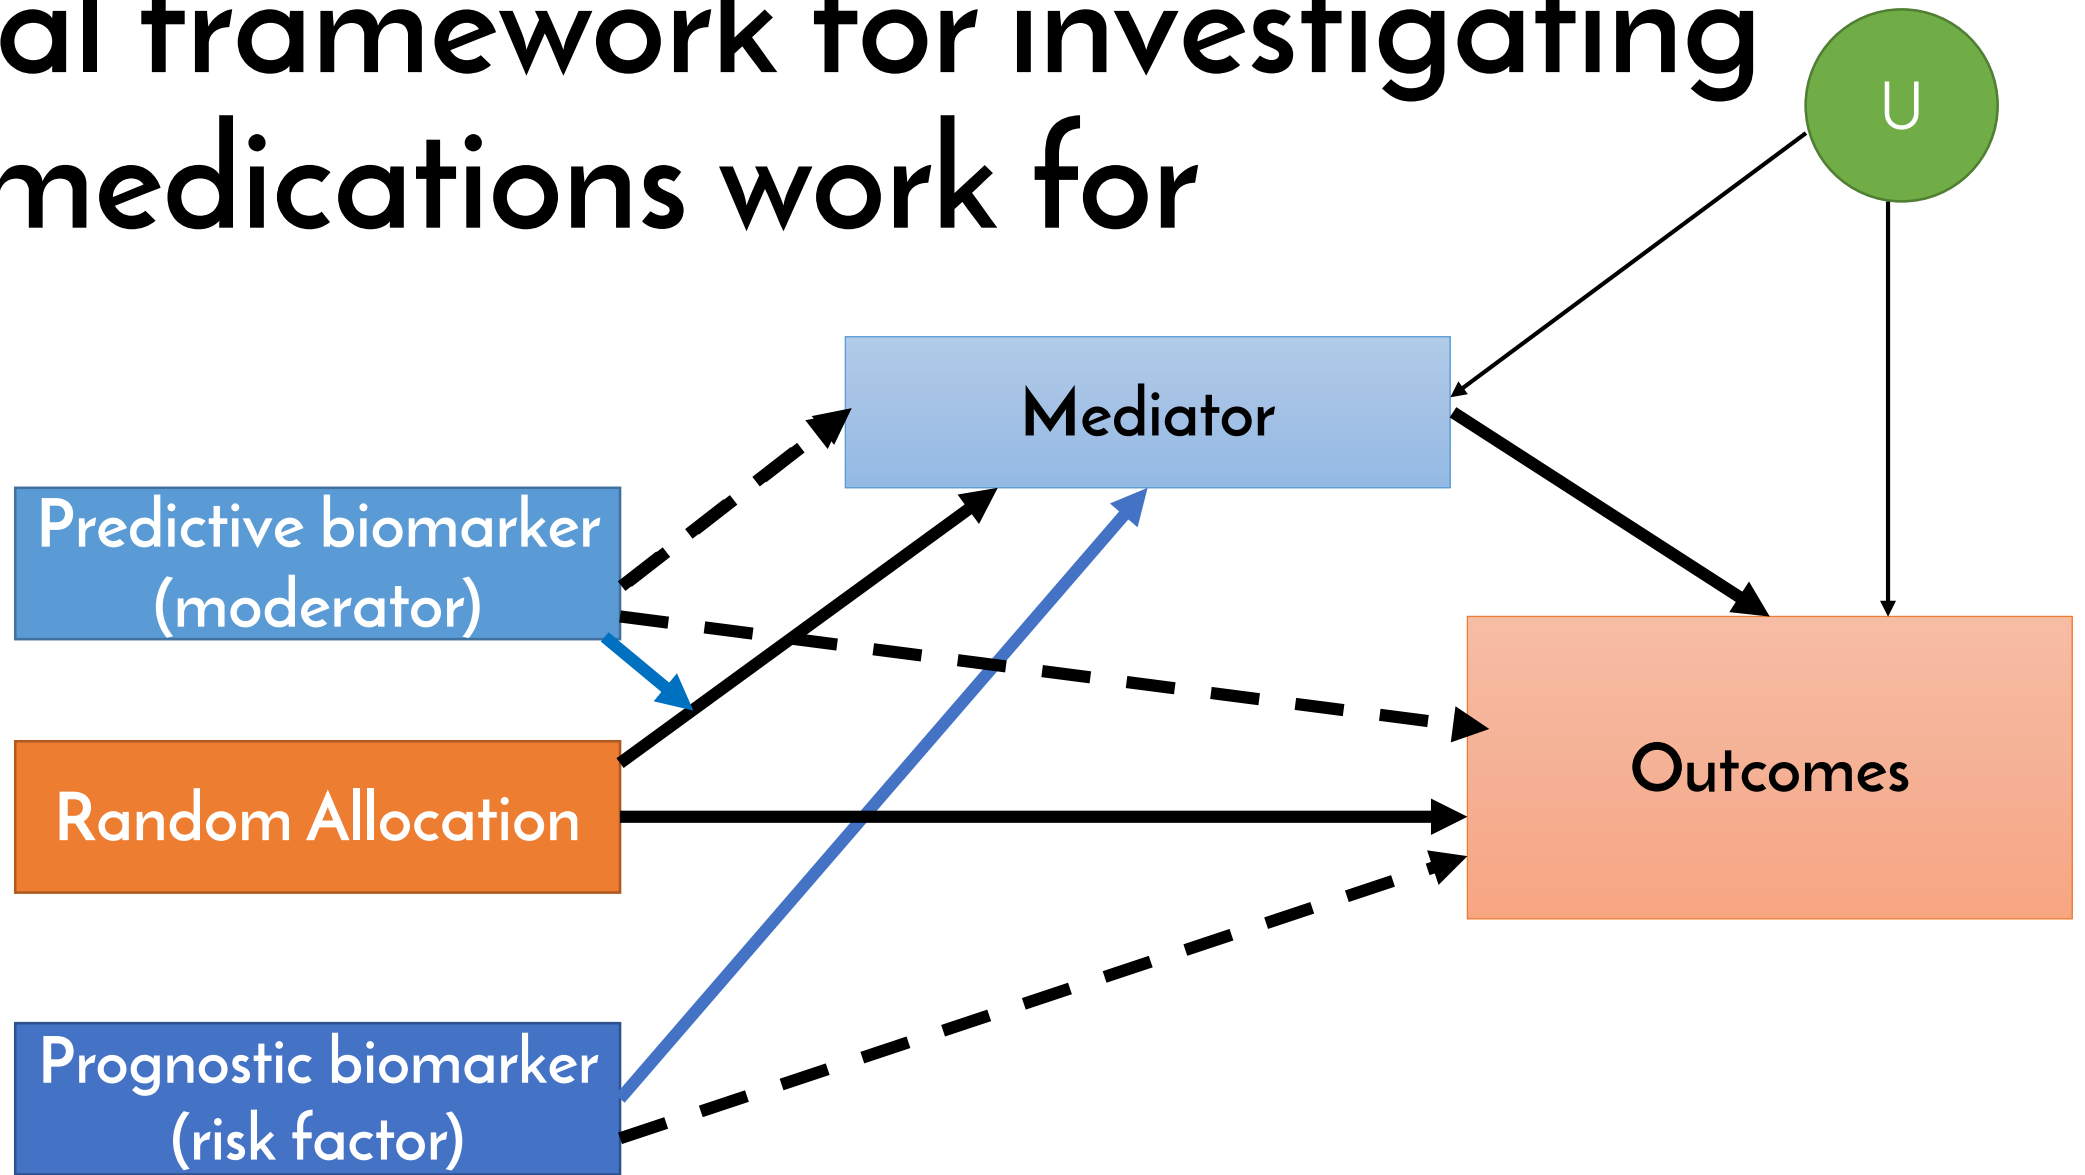 al framework for investigating
medications work for
U
Mediator
Predictive biomarker
(moderator)
Random Allocation
Outcomes
Prognostic biomarker
(risk factor)